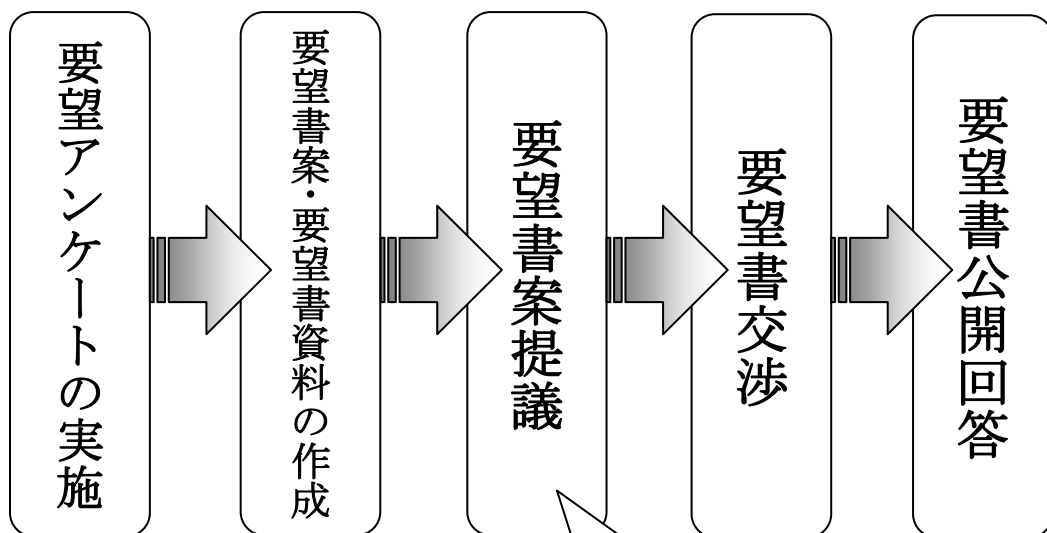 要望アンケートの実施
要望書案・要望書資料の作成
要望書案提議
要望書交渉
要望書公開回答